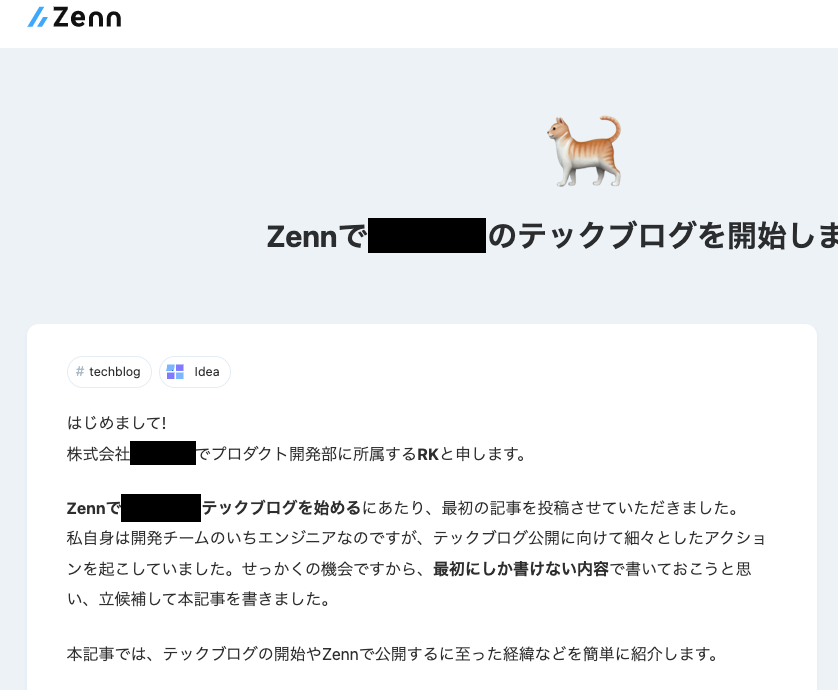 Zenn
Zennで のテックブログを開始しま
# techblog Idea
はじめまして!
株式会社 でプロダクト開発部に所属するRKと申します。
Zennで テックブログを始めるにあたり、最初の記事を投稿させていただきました。
私自身は開発チームのいちエンジニアなのですが、テックブログ公開に向けて細々としたアクショ
ンを起こしていました。せっかくの機会ですから、最初にしか書けない内容で書いておこうと思
い、立候補して本記事を書きました。
本記事では、テックブログの開始やZennで公開するに至った経緯などを簡単に紹介します。